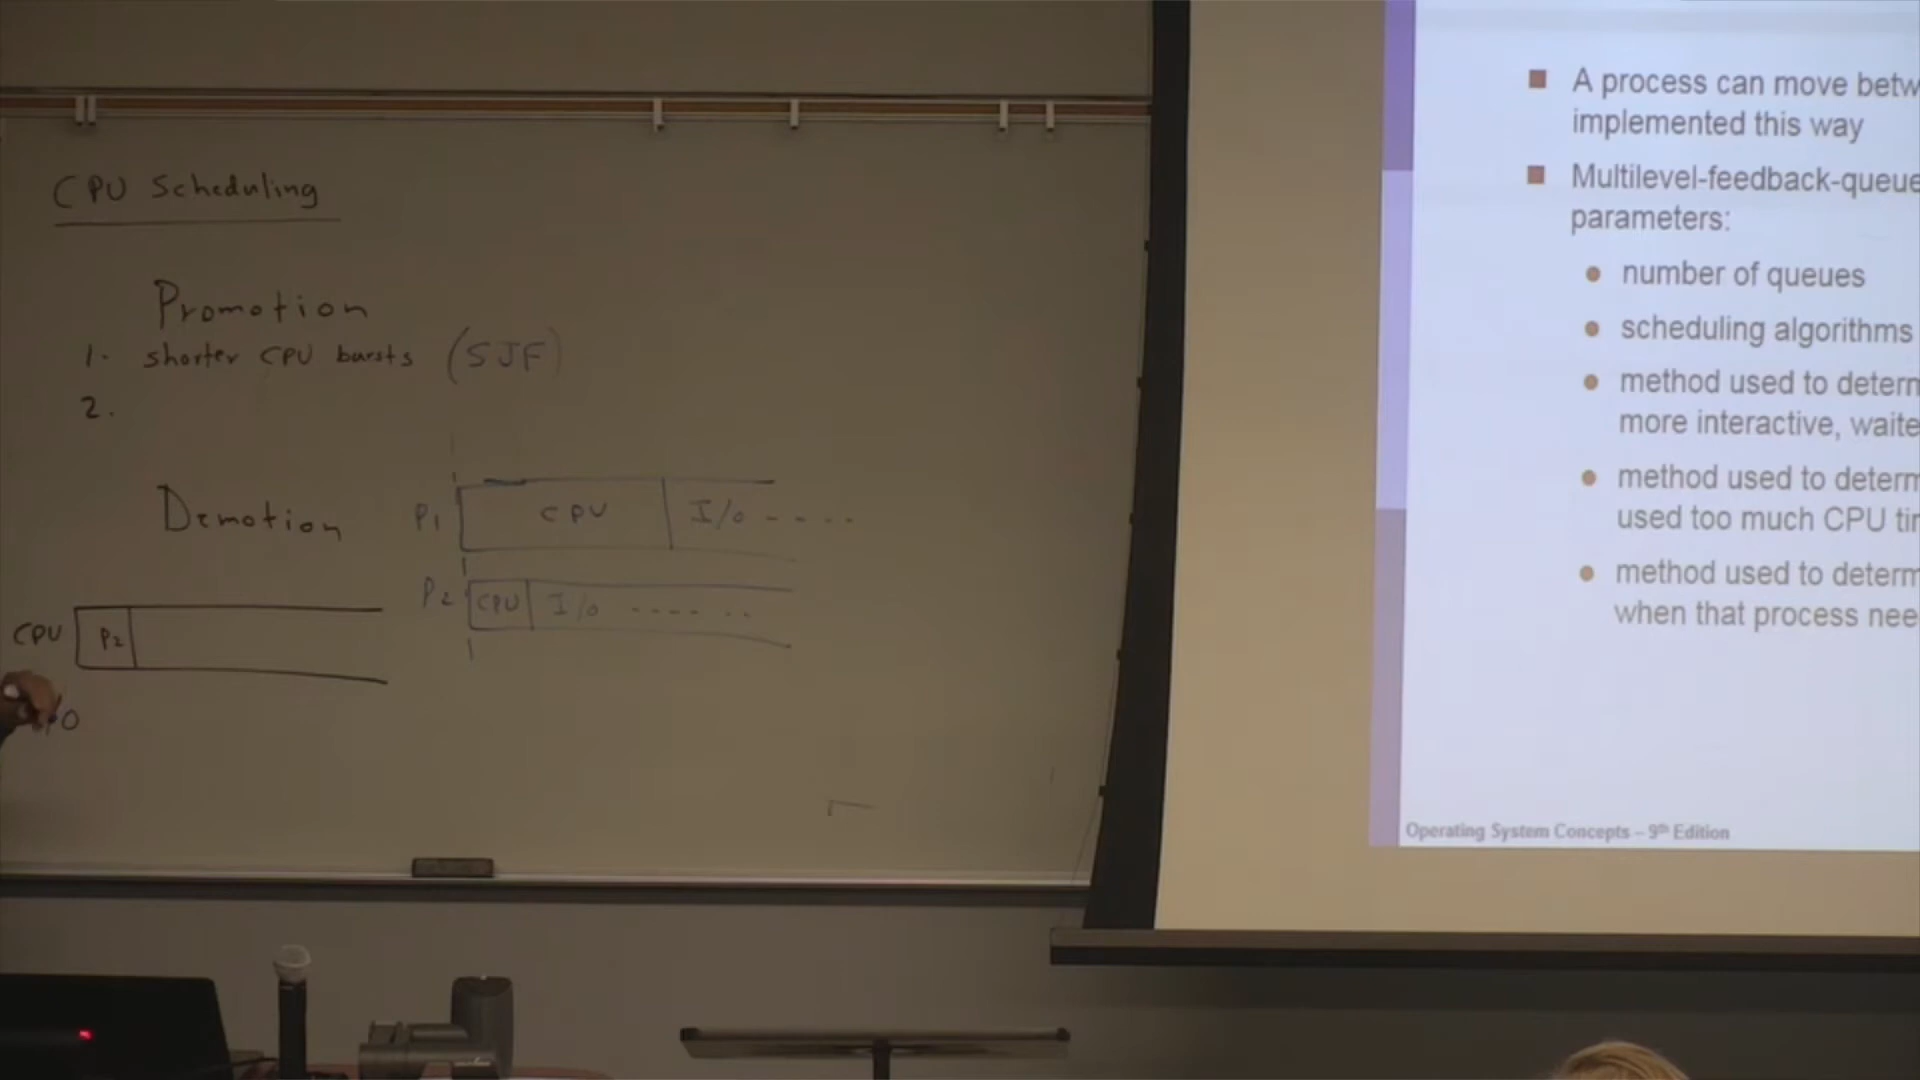 CPU Scheduling
Promotion
1. shorter CPU bursts (SJF)
2.
Demotion
P1 CPU I/O - - - -
P2 CPU I/O - - - - - -
CPU P2
/O
A process can move betw
implemented this way
Multilevel-feedback-queue
parameters:
number of queues
scheduling algorithms
method used to determ
more interactive, waite
method used to determ
used too much CPU tir
method used to determ
when that process nee
Operating System Concepts – 9th Edition